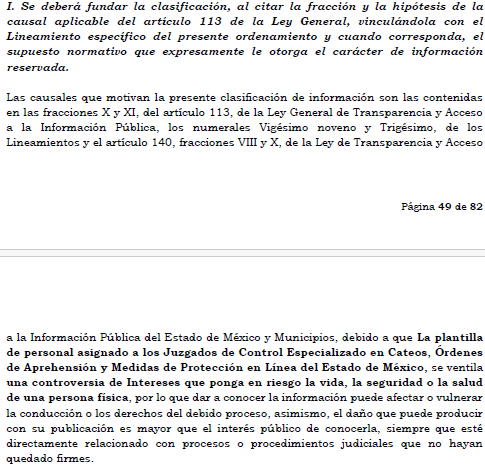 I. Se deberá fundar la clasificación, al citar la fracción y la hipótesis de la
causal aplicable del artículo 113 de la Ley General, vinculándola con el
Lineamiento específico del presente ordenamiento y cuando corresponda, el
supuesto normativo que expresamente le otorga el carácter de información
reservada.
Las causales que motivan la presente clasificación de información son las contenidas
en las fracciones X y XI, del artículo 113, de la Ley General de Transparencia y Acceso
a la Información Pública, los numerales Vigésimo noveno y Trigésimo, de los
Lineamientos y el artículo 140, fracciones VIII y X, de la Ley de Transparencia y Acceso
Página 49 de 82
a la Información Pública del Estado de México y Municipios, debido a que La plantilla
de personal asignado a los Juzgados de Control Especializado en Cateos, Órdenes
de Aprehensión y Medidas de Protección en Línea del Estado de México, se ventila
una controversia de Intereses que ponga en riesgo la vida, la seguridad o la salud
de una persona física, por lo que dar a conocer la información puede afectar o vulnerar
la conducción o los derechos del debido proceso, asimismo, el daño que puede producir
con su publicación es mayor que el interés público de conocerla, siempre que esté
directamente relacionado con procesos o procedimientos judiciales que no hayan
quedado firmes.